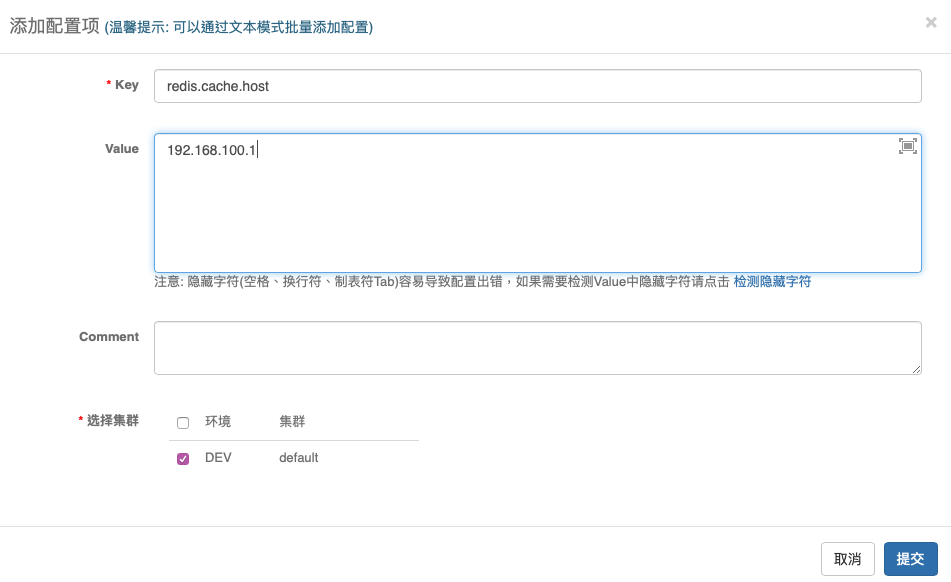 添加配置项 (温馨提示: 可以通过文本模式批量添加配置)
×
* Key redis.cache.host
Value 192.168.100.1
注意: 隐藏字符(空格、换行符、制表符Tab)容易导致配置出错，如果需要检测Value中隐藏字符请点击 检测隐藏字符
Comment
* 选择集群 环境 集群
DEV default
取消 提交